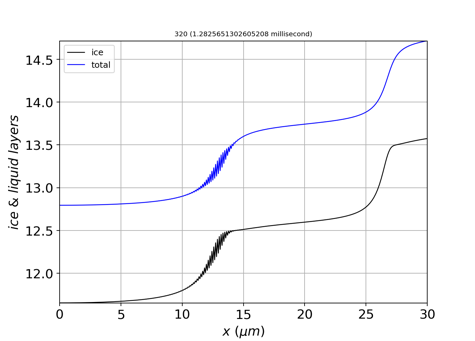 320 (1.2825651302605208 millisecond)
ice
total
14.5
14.0
13.5
13.0
12.5
12.0
ice & liquid layers
0 5 10 15 20 25 30
x (μm)